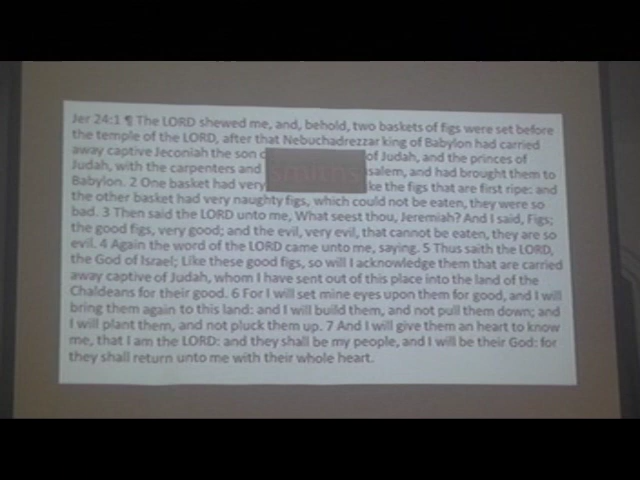 Jer 24:1 ¶ The LORD shewed me, and, behold, two baskets of figs were set before
the temple of the LORD, after that Nebuchadrezzar king of Babylon had carried
away captive Jeconiah the son of Judah, and the princes of
Judah, with the carpenters and smiths usalem, and had brought them to
Babylon. 2 One basket had very ke the figs that are first ripe: and
the other basket had very naughty figs, which could not be eaten, they were so
bad. 3 Then said the LORD unto me, What seest thou, Jeremiah? And I said, Figs;
the good figs, very good; and the evil, very evil, that cannot be eaten, they are so
evil. 4 Again the word of the LORD came unto me, saying. 5 Thus saith the LORD,
the God of Israel; Like these good figs, so will I acknowledge them that are carried
away captive of Judah, whom I have sent out of this place into the land of the
Chaldeans for their good. 6 For I will set mine eyes upon them for good, and I will
bring them again to this land: and I will build them, and not pull them down; and
I will plant them, and not pluck them up. 7 And I will give them an heart to know
me, that I am the LORD: and they shall be my people, and I will be their God: for
they shall return unto me with their whole heart.